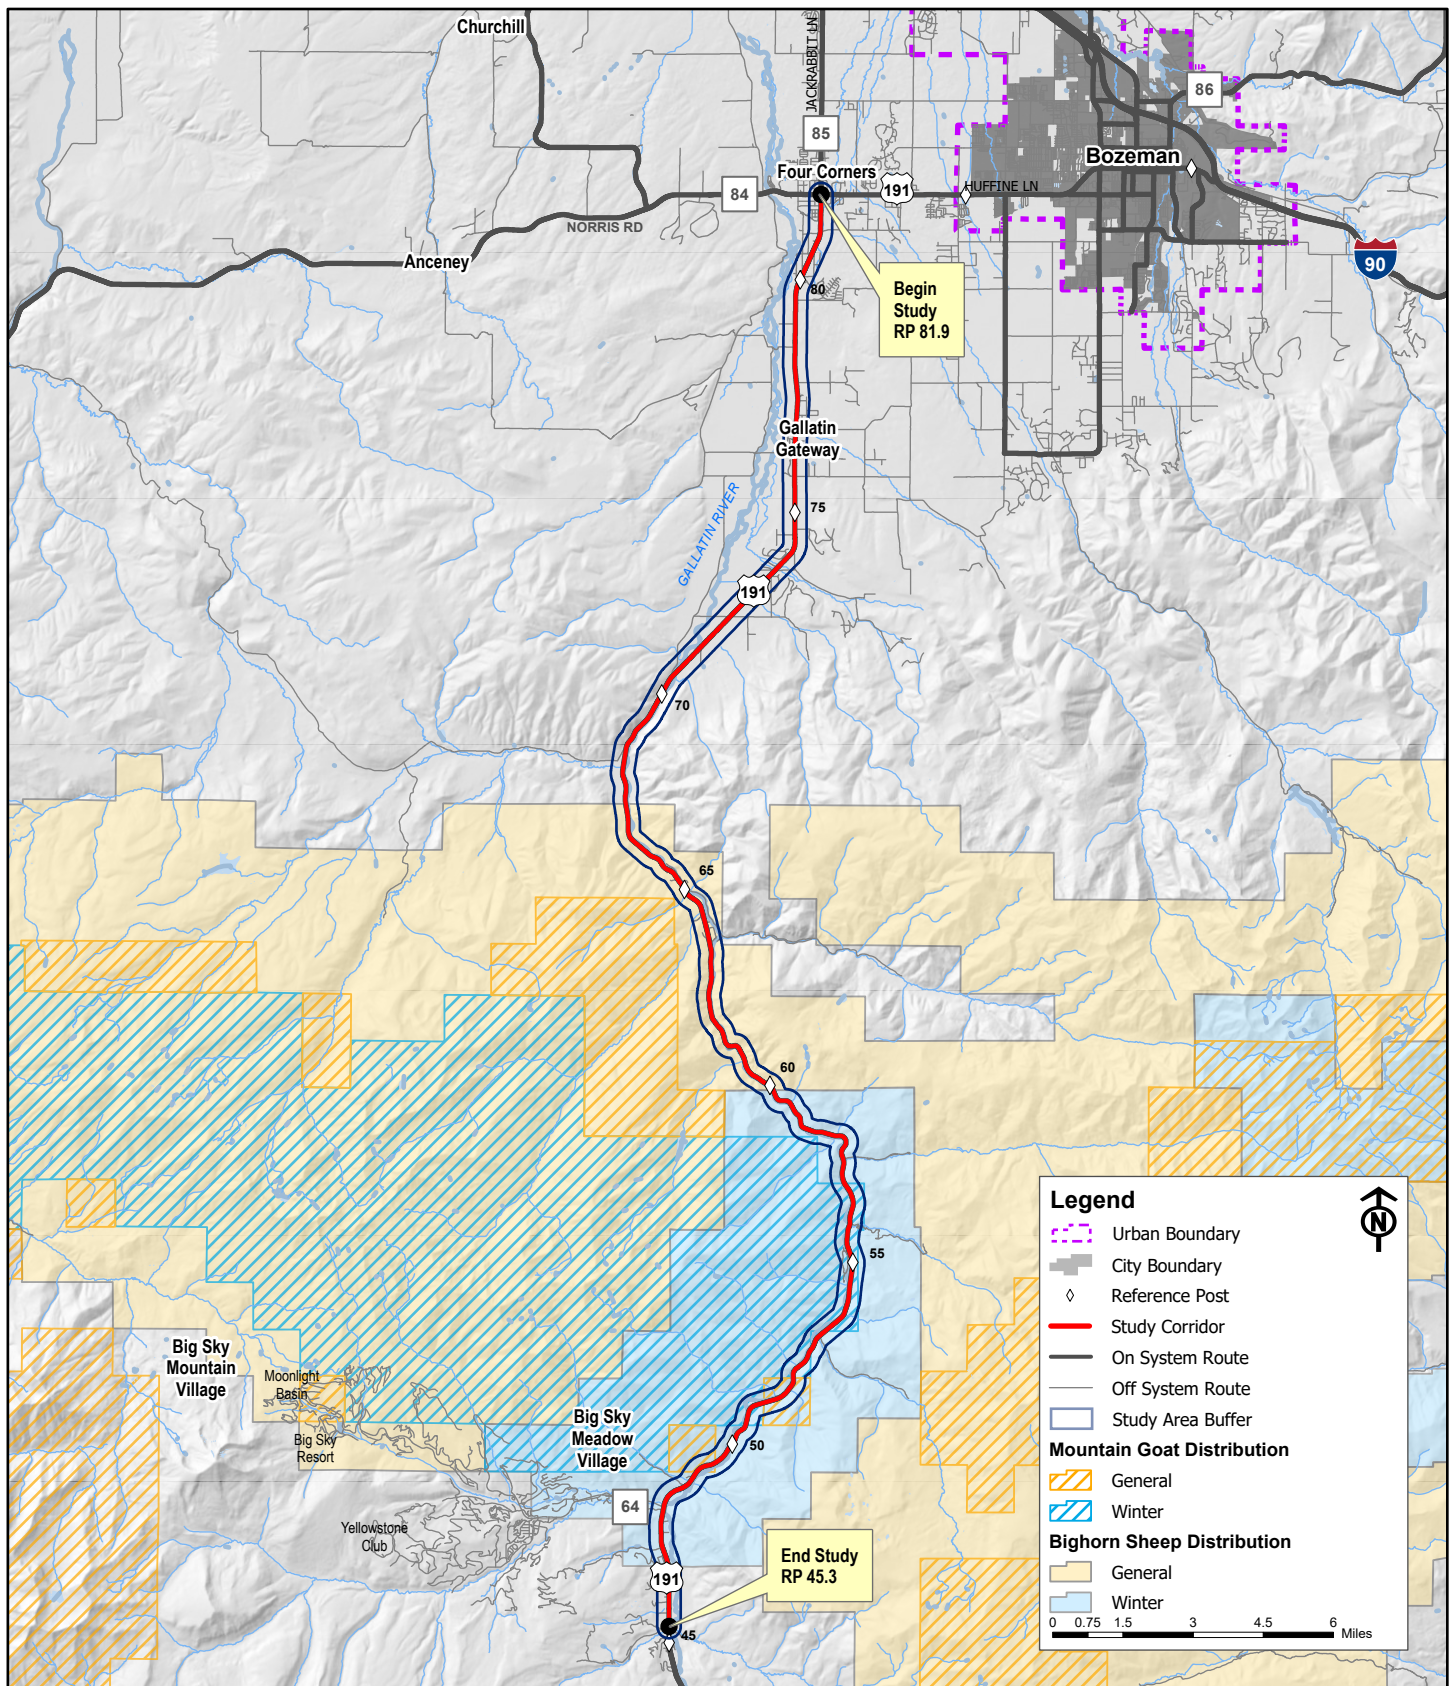 Churchill
JACKRABBIT LN
86
85
Bozeman
Four Corners
84
191
HUFFINE LN
NORRIS RD
Anceney
90
80
Begin
Study
RP 81.9
Gallatin
Gateway
75
GALLATIN RIVER
191
70
65
60
55
Big Sky
Mountain
Village
Moonlight
Basin
Big Sky
Resort
Big Sky
Meadow
Village
50
64
Yellowstone
Club
End Study
RP 45.3
191
45
Legend
N
Urban Boundary
City Boundary
Reference Post
Study Corridor
On System Route
Off System Route
Study Area Buffer
Mountain Goat Distribution
General
Winter
Bighorn Sheep Distribution
General
Winter
0 0.75 1.5 3 4.5 6
Miles